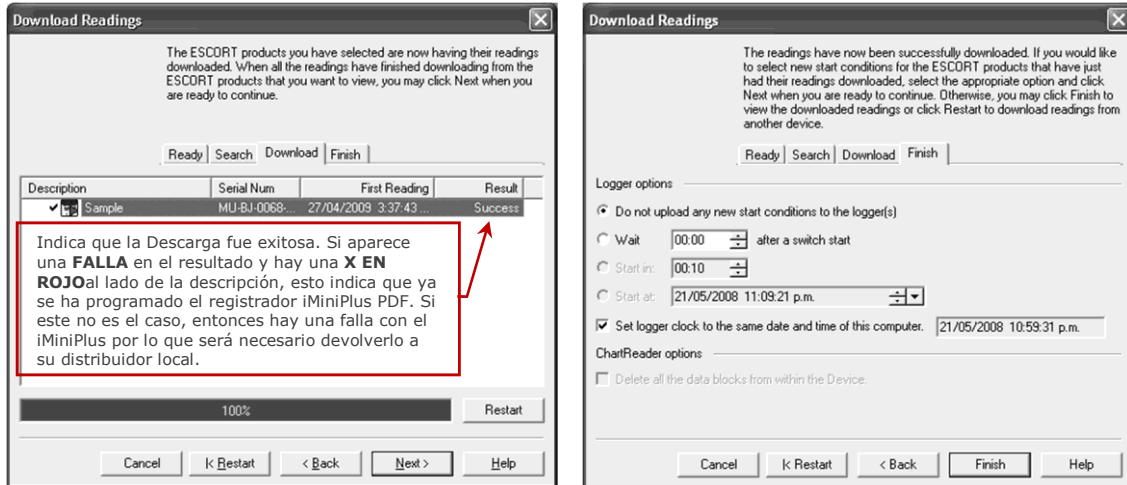 Download Readings
The ESCORT products you have selected are now having their readings
downloaded. When all the readings have finished downloading from the
ESCORT products that you want to view, you may click Next when you
are ready to continue.
Ready Search Download Finish
Description Serial Num First Reading Result
Sample MU-BJ-0068-... 27/04/2009 3:37:43 ... Success
Indica que la Descarga fue exitosa. Si aparece
una FALLA en el resultado y hay una X EN
ROJOal lado de la descripción, esto indica que ya
se ha programado el registrador iMiniPlus PDF. Si
este no es el caso, entonces hay una falla con el
iMiniPlus por lo que será necesario devolverlo a
su distribuidor local.
100%
Restart
Cancel |< Restart < Back Next > Help
Download Readings
The readings have now been successfully downloaded. If you would like
to select new start conditions for the ESCORT products that have just
had their readings downloaded, select the appropriate option and click
Next when you are ready to continue. Otherwise, you may click Finish to
view the downloaded readings or click Restart to download readings from
another device.
Ready Search Download Finish
Logger options
Do not upload any new start conditions to the logger(s)
Wait 00:00 after a switch start
Start in: 00:10
Start at: 21/05/2008 11:09:21 p.m.
Set logger clock to the same date and time of this computer. 21/05/2008 10:59:31 p.m.
ChartReader options
Delete all the data blocks from within the Device.
Cancel |< Restart < Back Finish Help